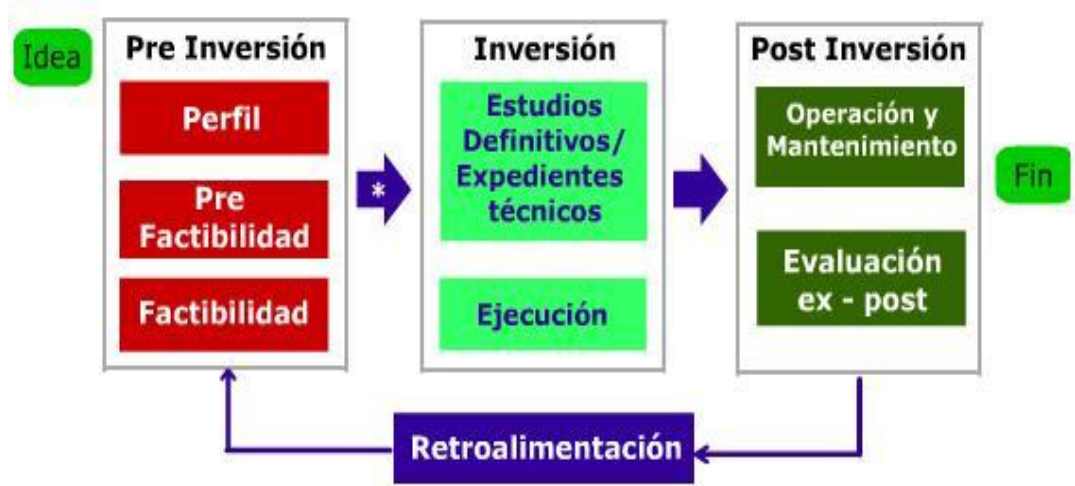 Idea
Pre Inversión
Perfil
Pre
Factibilidad
Factibilidad
*
Inversión
Estudios
Definitivos/
Expedientes
técnicos
Ejecución
Post Inversión
Operación y
Mantenimiento
Evaluación
ex - post
Fin
Retroalimentación